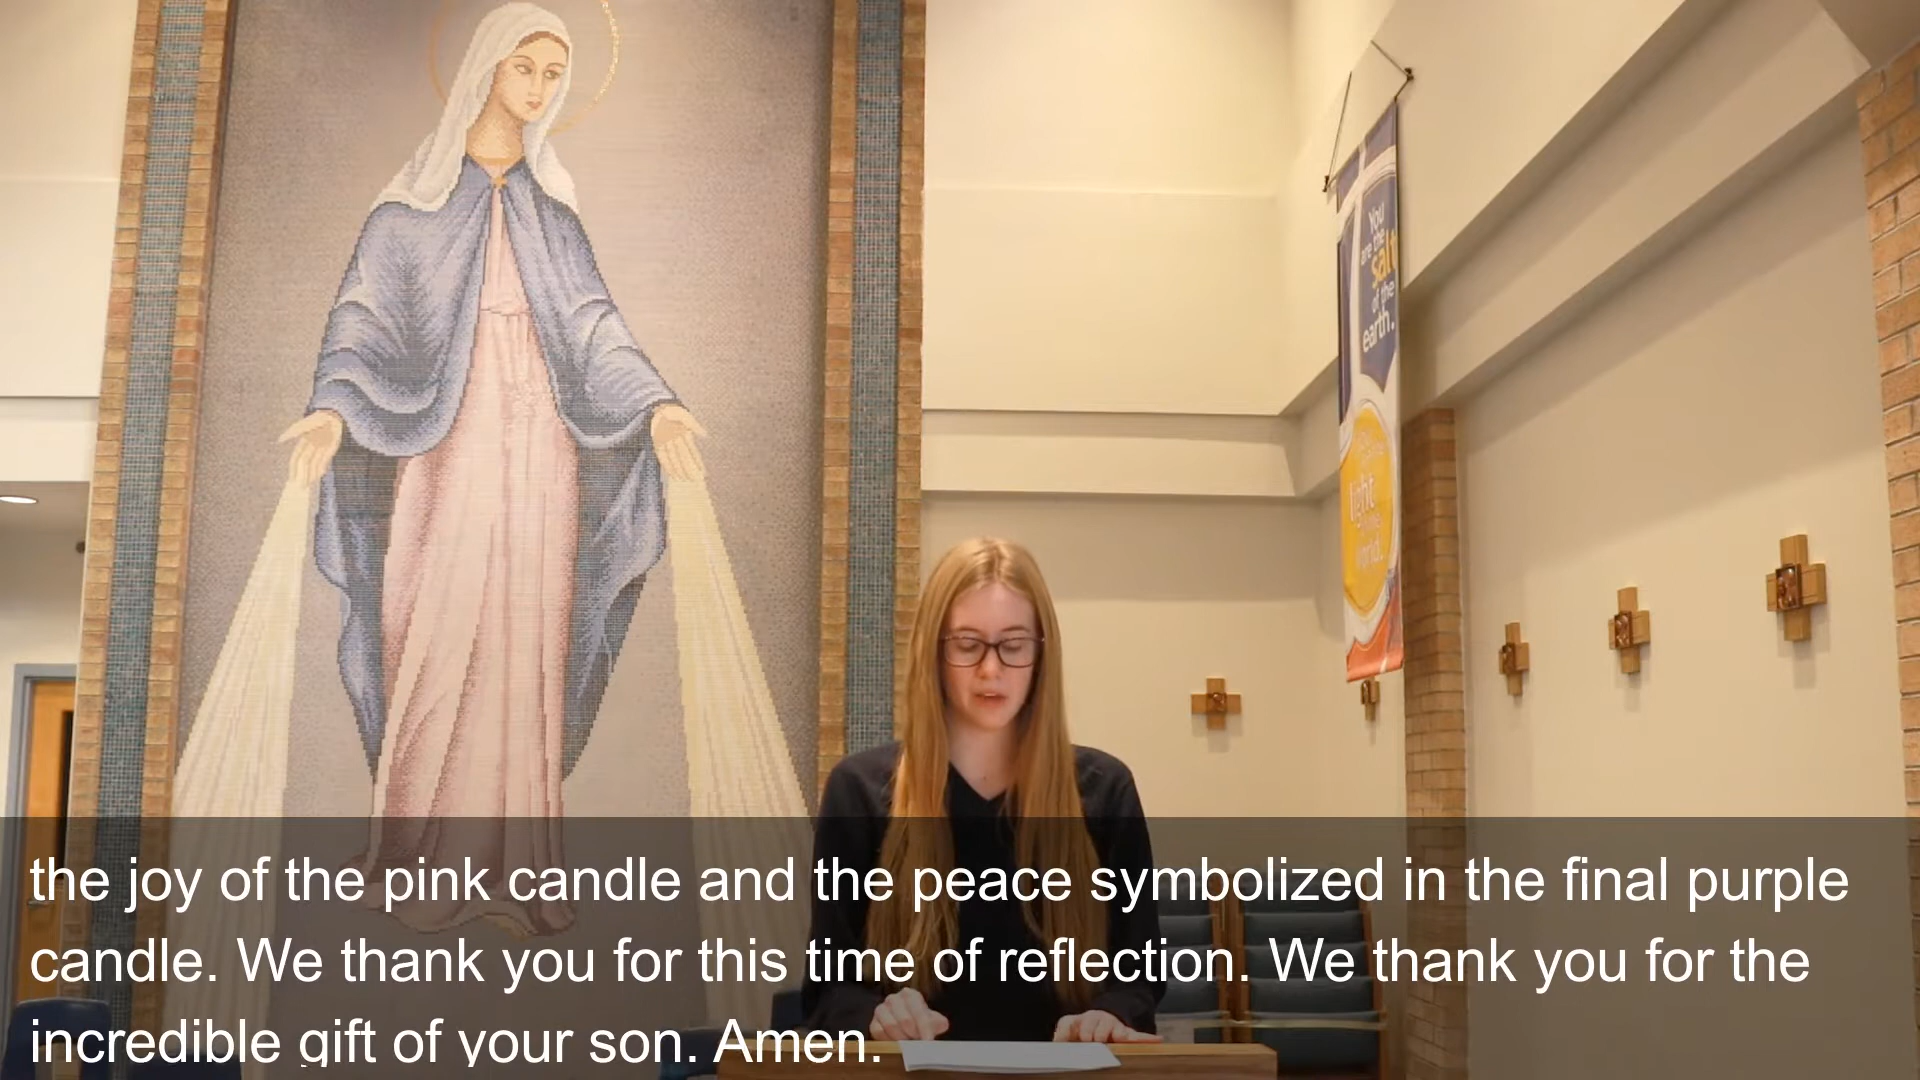 You
are the
salt
of the
earth.
light
world.
the joy of the pink candle and the peace symbolized in the final purple
candle. We thank you for this time of reflection. We thank you for the
incredible gift of your son. Amen.